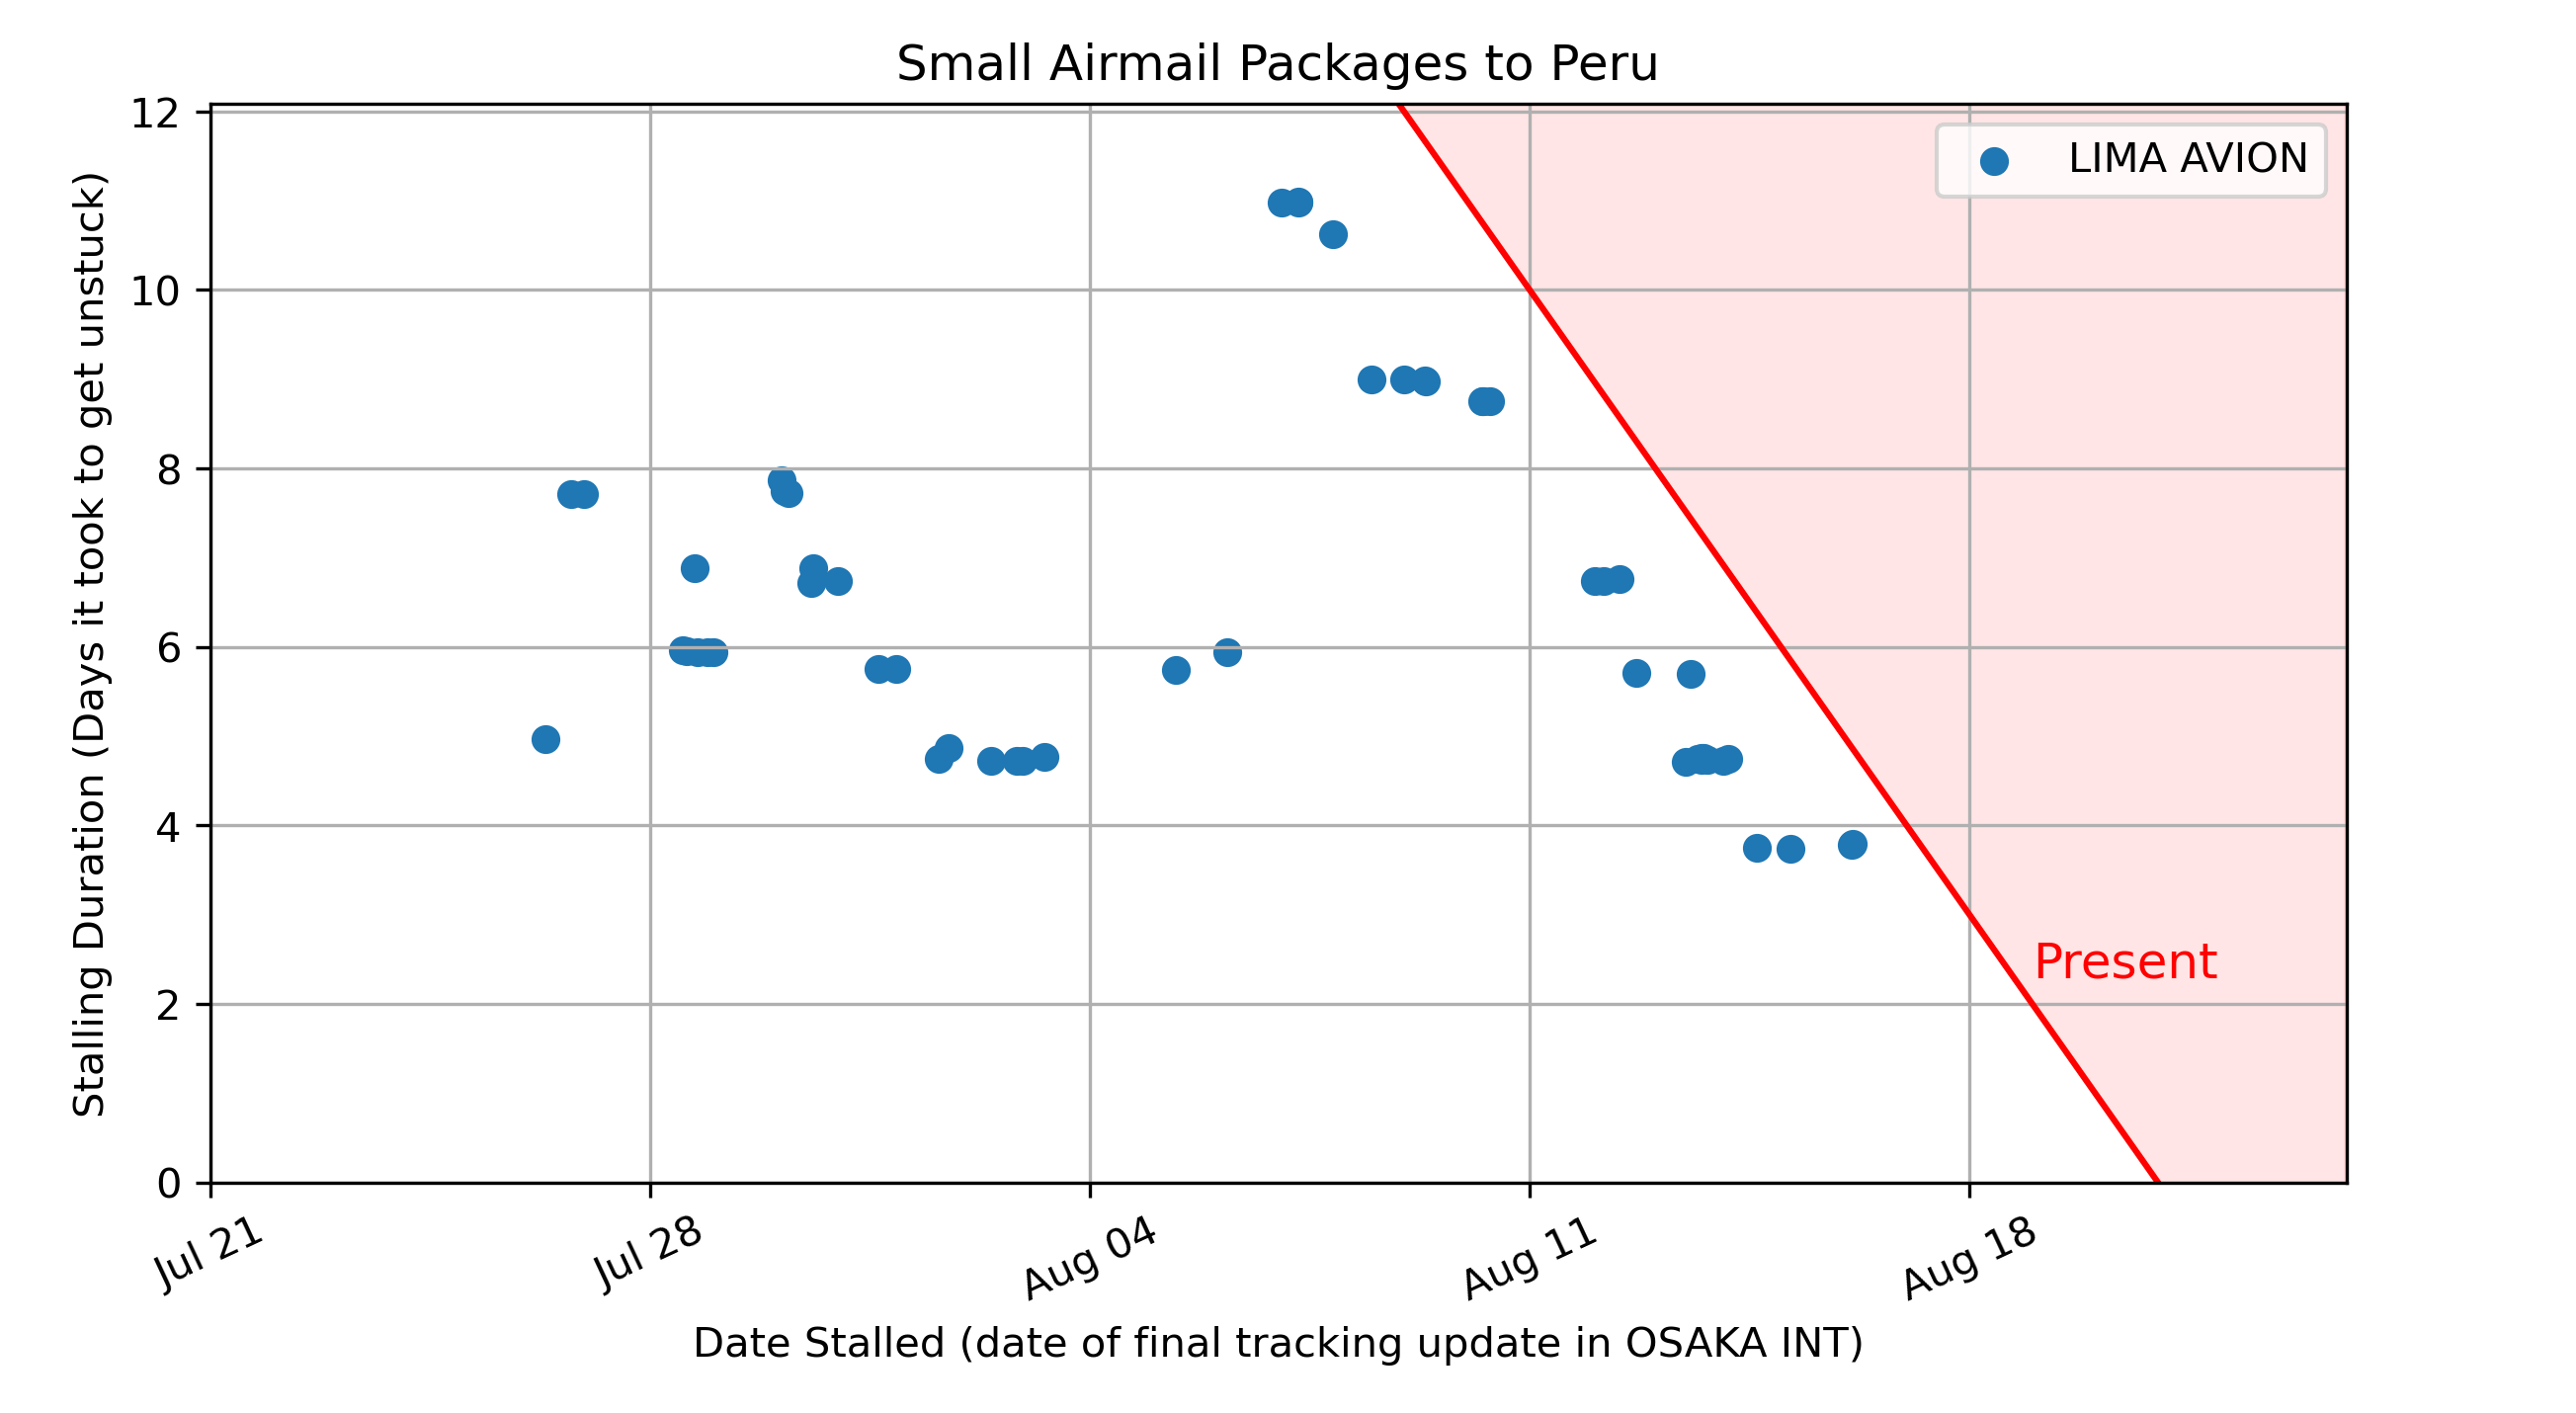 Small Airmail Packages to Peru
Stalling Duration (Days it took to get unstuck)
12
10
8
6
4
2
0
LIMA AVION
Present
Jul 21
Jul 28
Aug 04
Aug 11
Aug 18
Date Stalled (date of final tracking update in OSAKA INT)